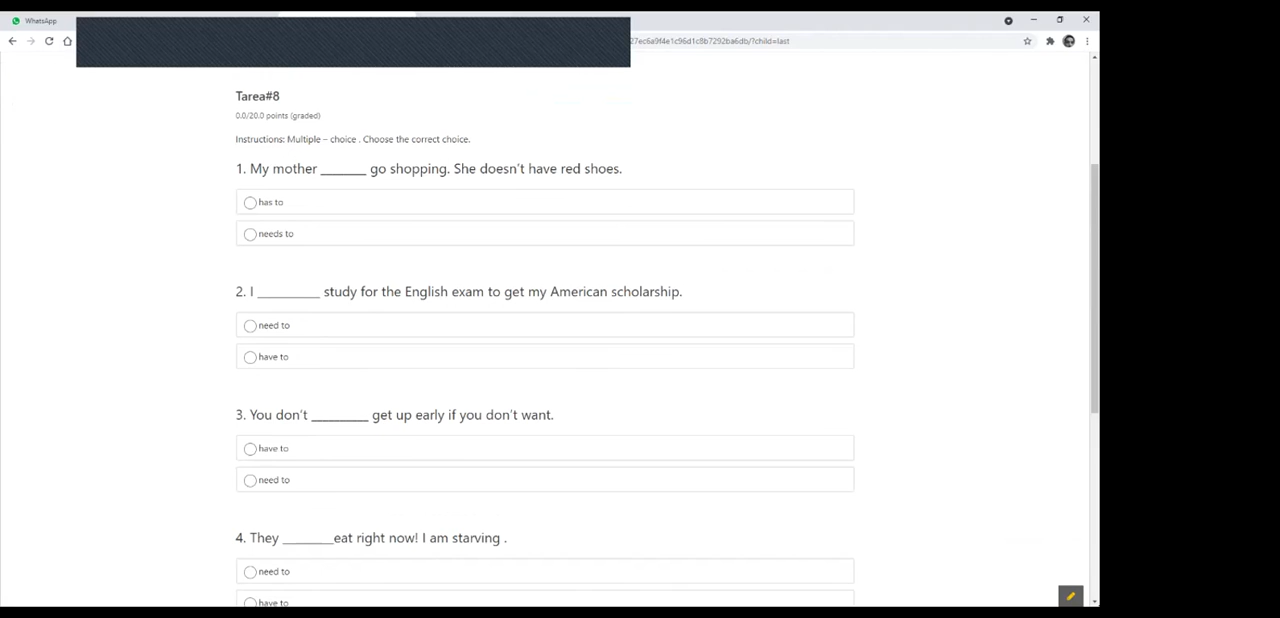 WhatsApp
27ec6a9f4e1c96d1c8b7292ba6db/?child=last
Tarea#8
0.0/20.0 points (graded)
Instructions: Multiple – choice . Choose the correct choice.
1. My mother _______ go shopping. She doesn't have red shoes.
has to
needs to
2. I __________ study for the English exam to get my American scholarship.
need to
have to
3. You don't _________ get up early if you don't want.
have to
need to
4. They ________eat right now! I am starving .
need to
have to